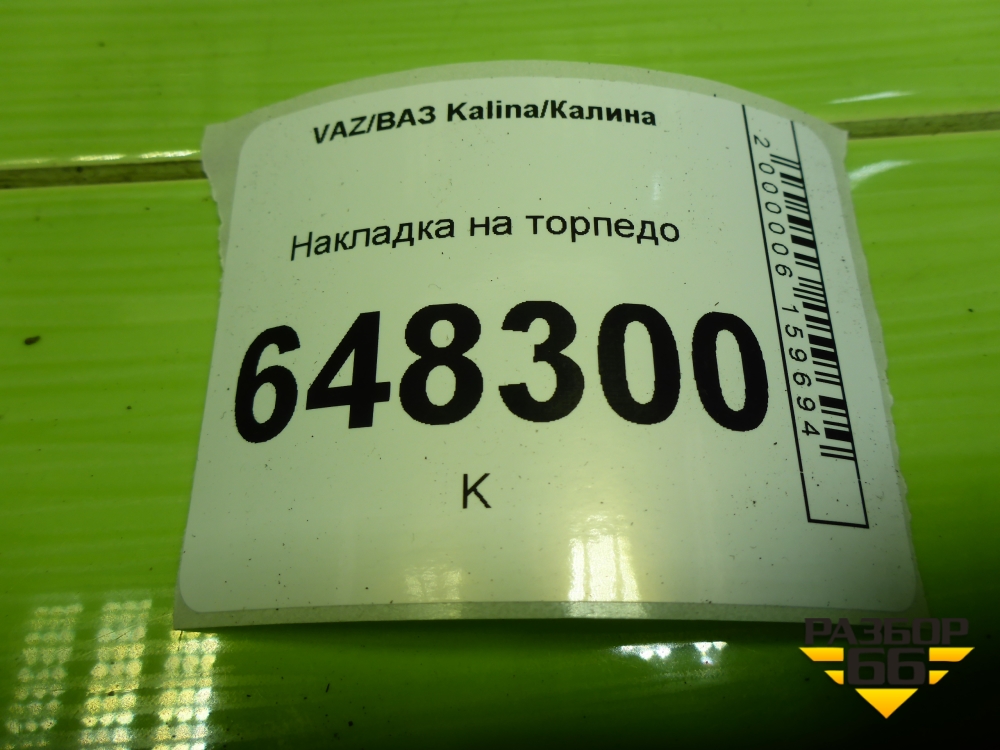 VAZ/ВАЗ Kalina/Калина
Накладка на торпедо
648300
К
2000006159694
РАЗБОР
66